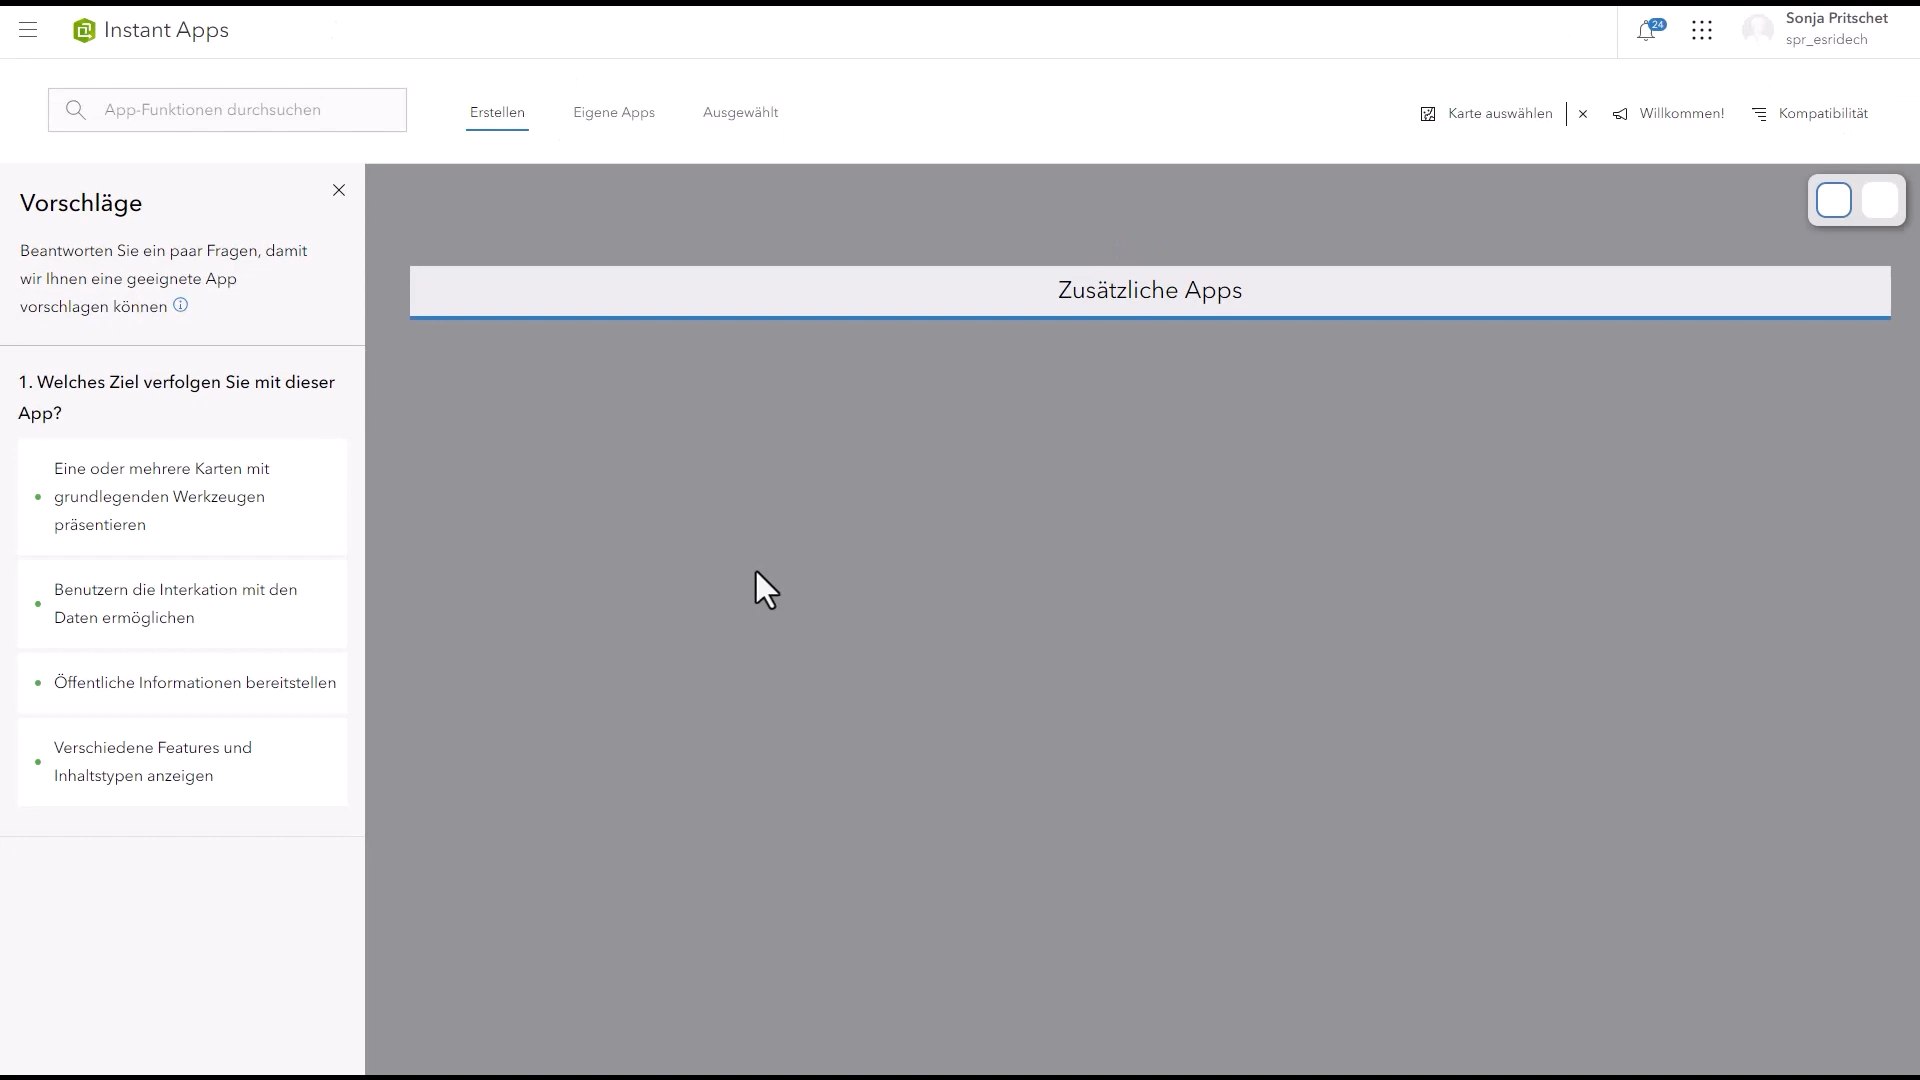 Instant Apps
24
Sonja Pritschet
spr_esridech
App-Funktionen durchsuchen
Erstellen
Eigene Apps
Ausgewählt
Karte auswählen
Willkommen!
Kompatibilität
Vorschläge
Beantworten Sie ein paar Fragen, damit
wir Ihnen eine geeignete App
vorschlagen können
Zusätzliche Apps
1. Welches Ziel verfolgen Sie mit dieser
App?
Eine oder mehrere Karten mit
grundlegenden Werkzeugen
präsentieren
Benutzern die Interkation mit den
Daten ermöglichen
Öffentliche Informationen bereitstellen
Verschiedene Features und
Inhaltstypen anzeigen